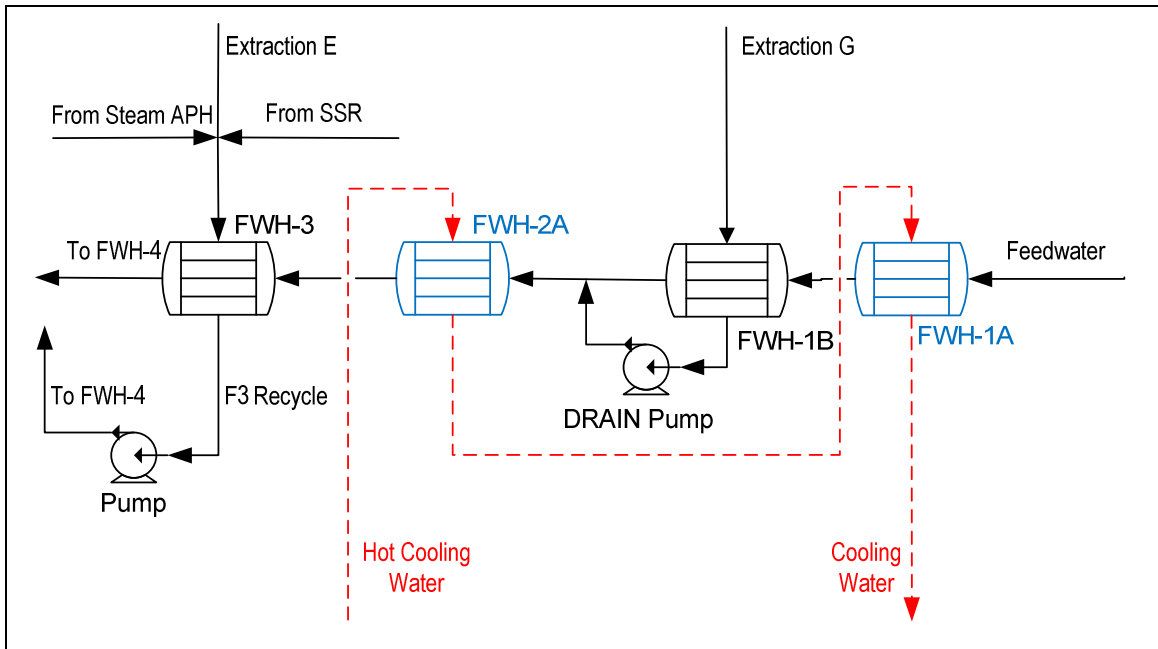 Extraction E
Extraction G
From Steam APH
From SSR
FWH-3
FWH-2A
To FWH-4
Feedwater
FWH-1B
FWH-1A
To FWH-4
F3 Recycle
DRAIN Pump
Pump
Hot Cooling
Water
Cooling
Water